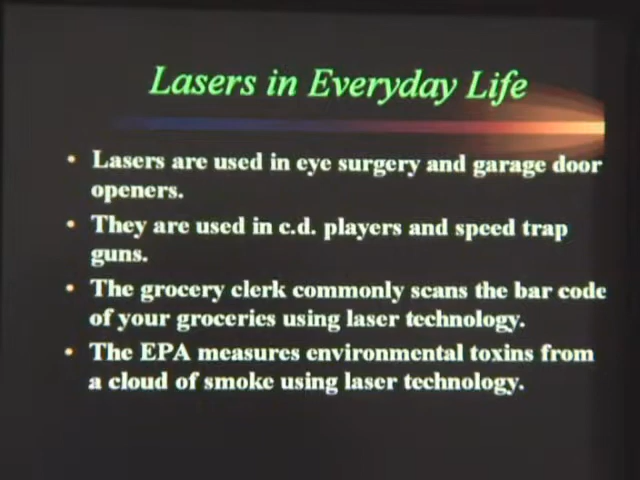 Lasers in Everyday Life
• Lasers are used in eye surgery and garage door
openers.
• They are used in c.d. players and speed trap
guns.
• The grocery clerk commonly scans the bar code
of your groceries using laser technology.
• The EPA measures environmental toxins from
a cloud of smoke using laser technology.